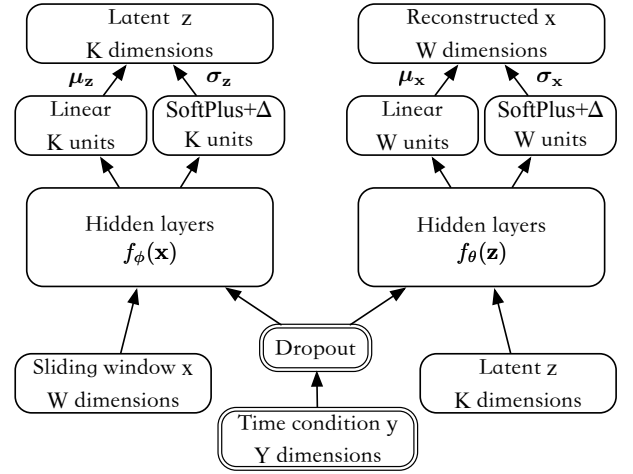 Latent z
K dimensions
Reconstructed x
W dimensions
μz
σz
μx
σx
Linear
K units
SoftPlus+Δ
K units
Linear
W units
SoftPlus+Δ
W units
Hidden layers
fϕ(x)
Hidden layers
fθ(z)
Dropout
Sliding window x
W dimensions
Latent z
K dimensions
Time condition y
Y dimensions